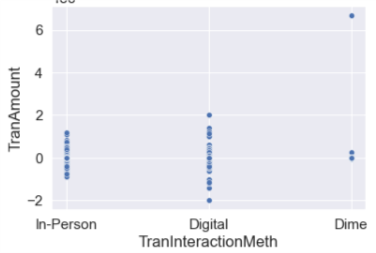 6
4
TranAmount
2
0
−2
In-Person Digital Dime
TranInteractionMeth